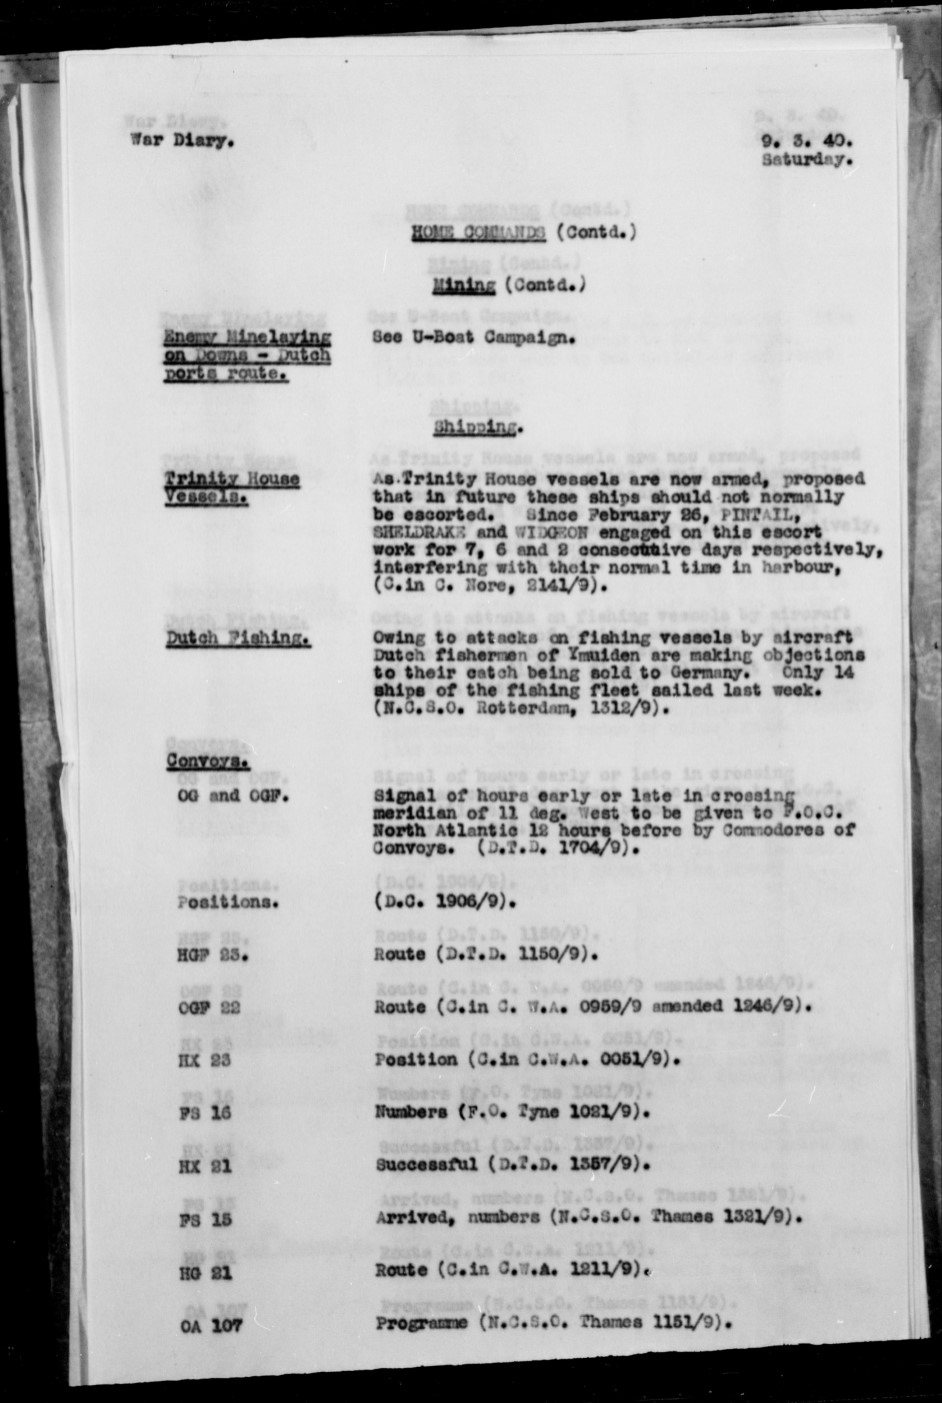 War Diary.
9. 3. 40.
Saturday.
HOME COMMANDS (Contd.)
Mining (Contd.)
Enemy Minelaying
on Downs - Dutch
ports route.
See U-Boat Campaign.
Shipping.
Trinity House
Vessels.
As Trinity House vessels are now armed, proposed
that in future these ships should not normally
be escorted. Since February 26, PINTAIL,
SHELDRAKE and WIDGEON engaged on this escort
work for 7, 6 and 2 consecutive days respectively,
interfering with their normal time in harbour,
(C.in C. Nore, 2141/9).
Dutch Fishing.
Owing to attacks on fishing vessels by aircraft
Dutch fishermen of Ymuiden are making objections
to their catch being sold to Germany. Only 14
ships of the fishing fleet sailed last week.
(N.C.S.O. Rotterdam, 1312/9).
Convoys.
OG and OGF.
Signal of hours early or late in crossing
meridian of 11 deg. West to be given to F.O.C.
North Atlantic 12 hours before by Commodores of
Convoys. (D.T.D. 1704/9).
Positions.
(D.C. 1906/9).
HGF
Route (D.T.D. 1150/9).
OGF 22
Route (C.in C. W.A. 0959/9 amended 1246/9).
HX 23
Position (C.in C.W.A. 0051/9).
FS 16
Numbers (F.O. Tyne 1021/9).
HX 21
Successful (D.T.D. 1357/9).
FS 15
Arrived, numbers (N.C.S.O. Thames 1321/9).
HG 21
Route (C.in C.W.A. 1211/9).
OA 107
Programme (N.C.S.O. Thames 1151/9).